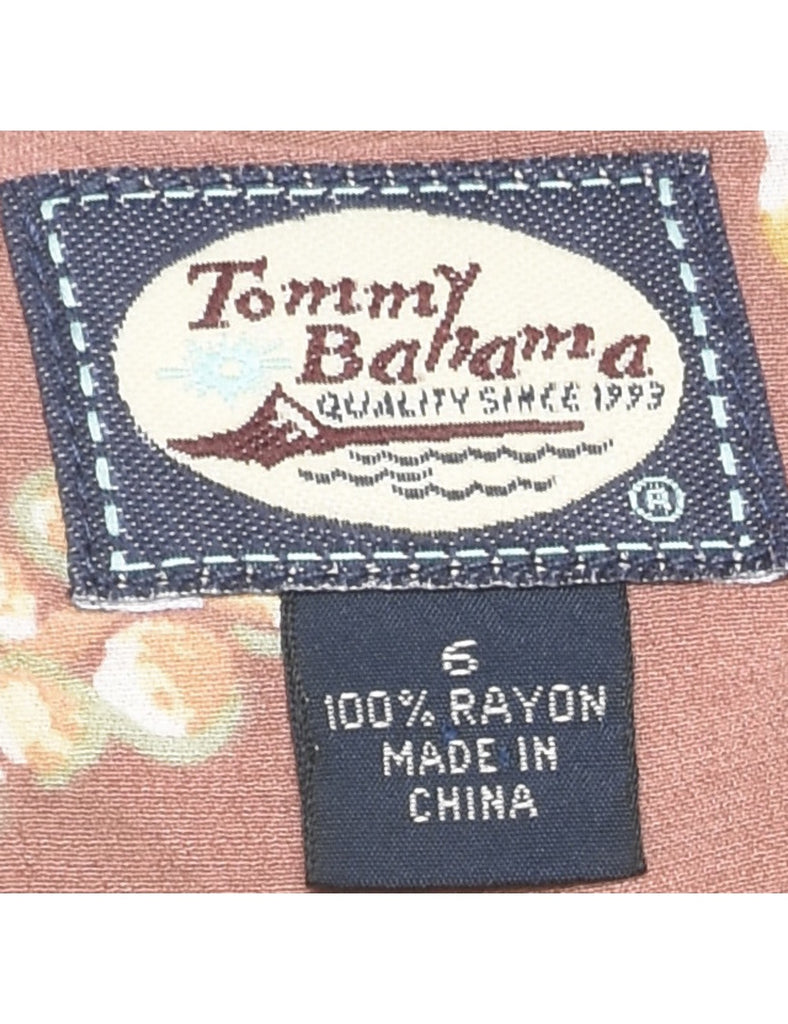 Tommy
Bahama
QUALITY SINCE 1993
®
6
100% RAYON
MADE IN
CHINA